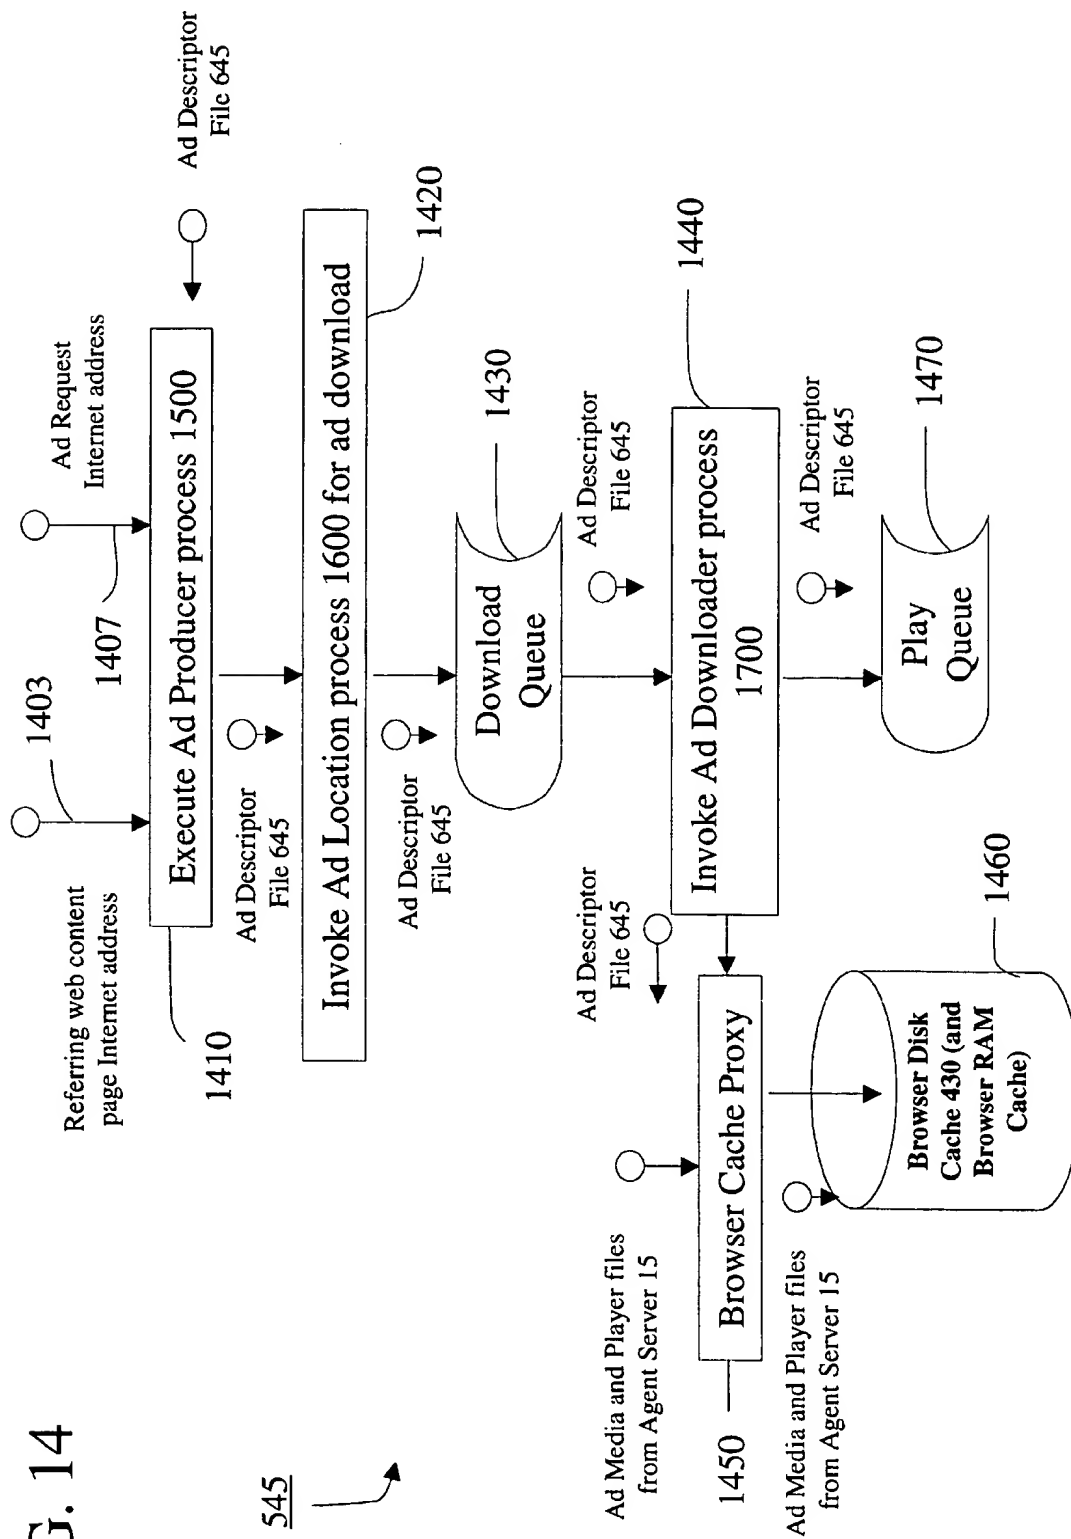 G. 14
545
Referring web content
page Internet address
1403
Ad Request
Internet address
1407
Ad Descriptor
File 645
Execute Ad Producer process 1500
1410
Ad Descriptor
File 645
Invoke Ad Location process 1600 for ad download
1420
Ad Descriptor
File 645
Download
Queue
1430
Ad Descriptor
File 645
Ad Descriptor
File 645
Invoke Ad Downloader process
1700
1440
Ad Descriptor
File 645
Play
Queue
1470
Ad Media and Player files
from Agent Server 15
Browser Cache Proxy
1450
Ad Media and Player files
from Agent Server 15
Browser Disk
Cache 430 (and
Browser RAM
Cache)
1460